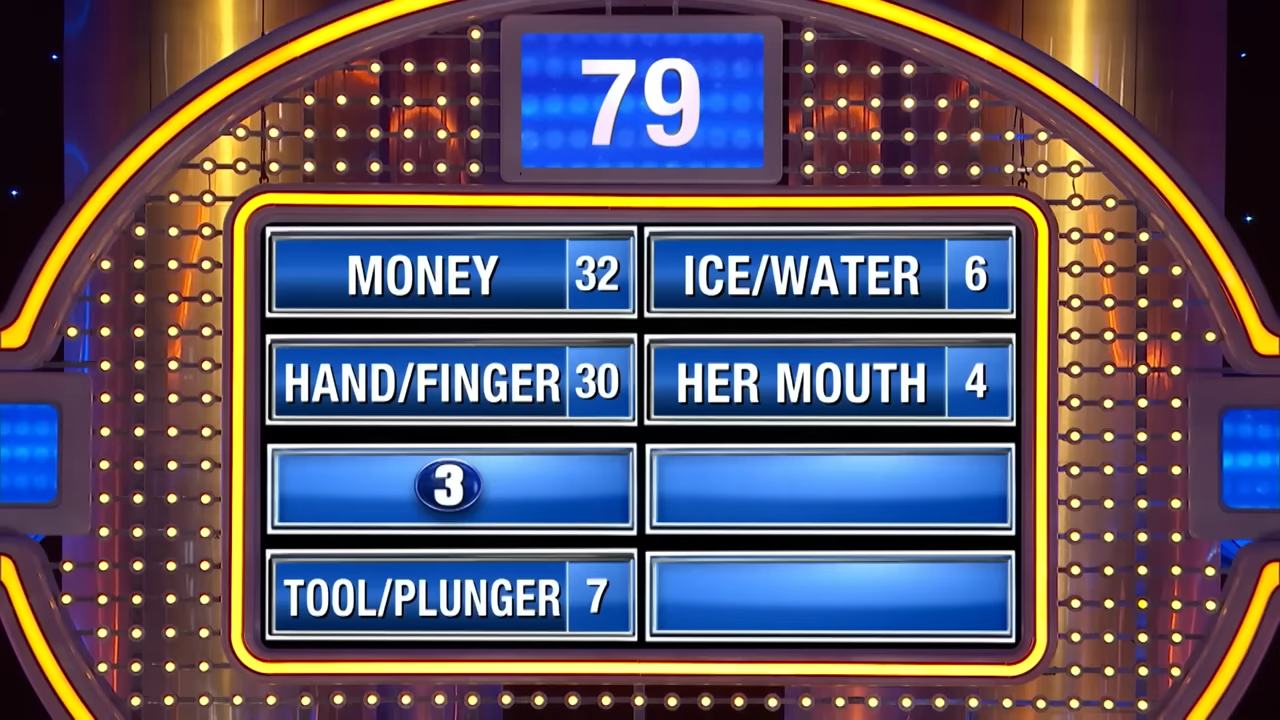 79
MONEY 32
HAND/FINGER 30
3
TOOL/PLUNGER 7
ICE/WATER 6
HER MOUTH 4